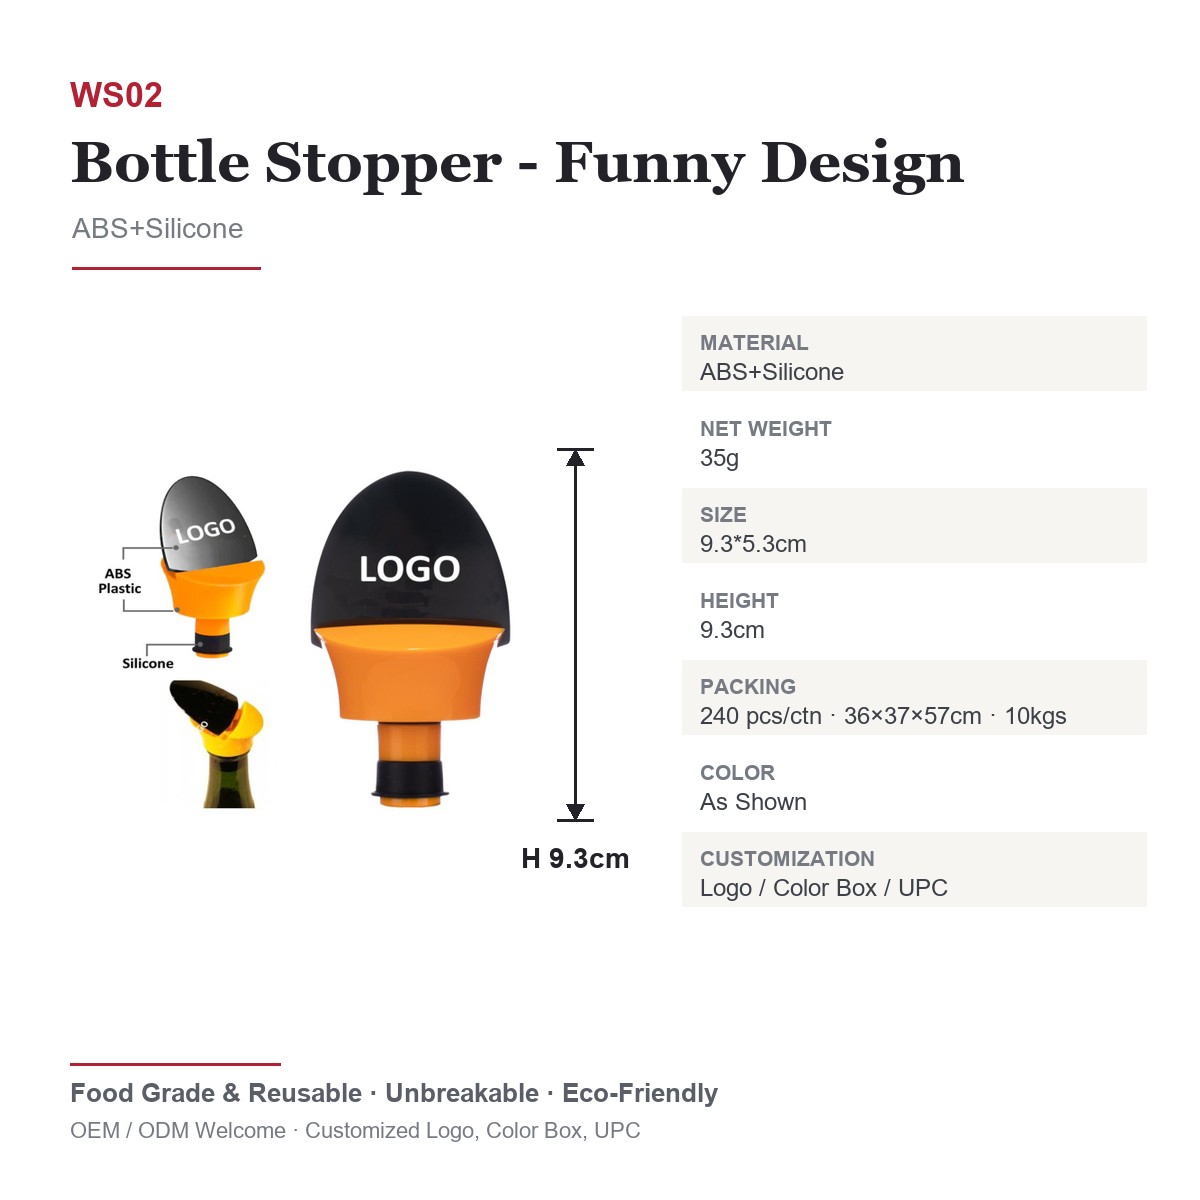 WS02
Bottle Stopper - Funny Design
ABS+Silicone
MATERIAL
ABS+Silicone
NET WEIGHT
35g
SIZE
9.3*5.3cm
HEIGHT
9.3cm
PACKING
240 pcs/ctn · 36×37×57cm · 10kgs
COLOR
As Shown
CUSTOMIZATION
Logo / Color Box / UPC
LOGO
ABS
Plastic
Silicone
LOGO
H 9.3cm
Food Grade & Reusable · Unbreakable · Eco-Friendly
OEM / ODM Welcome · Customized Logo, Color Box, UPC